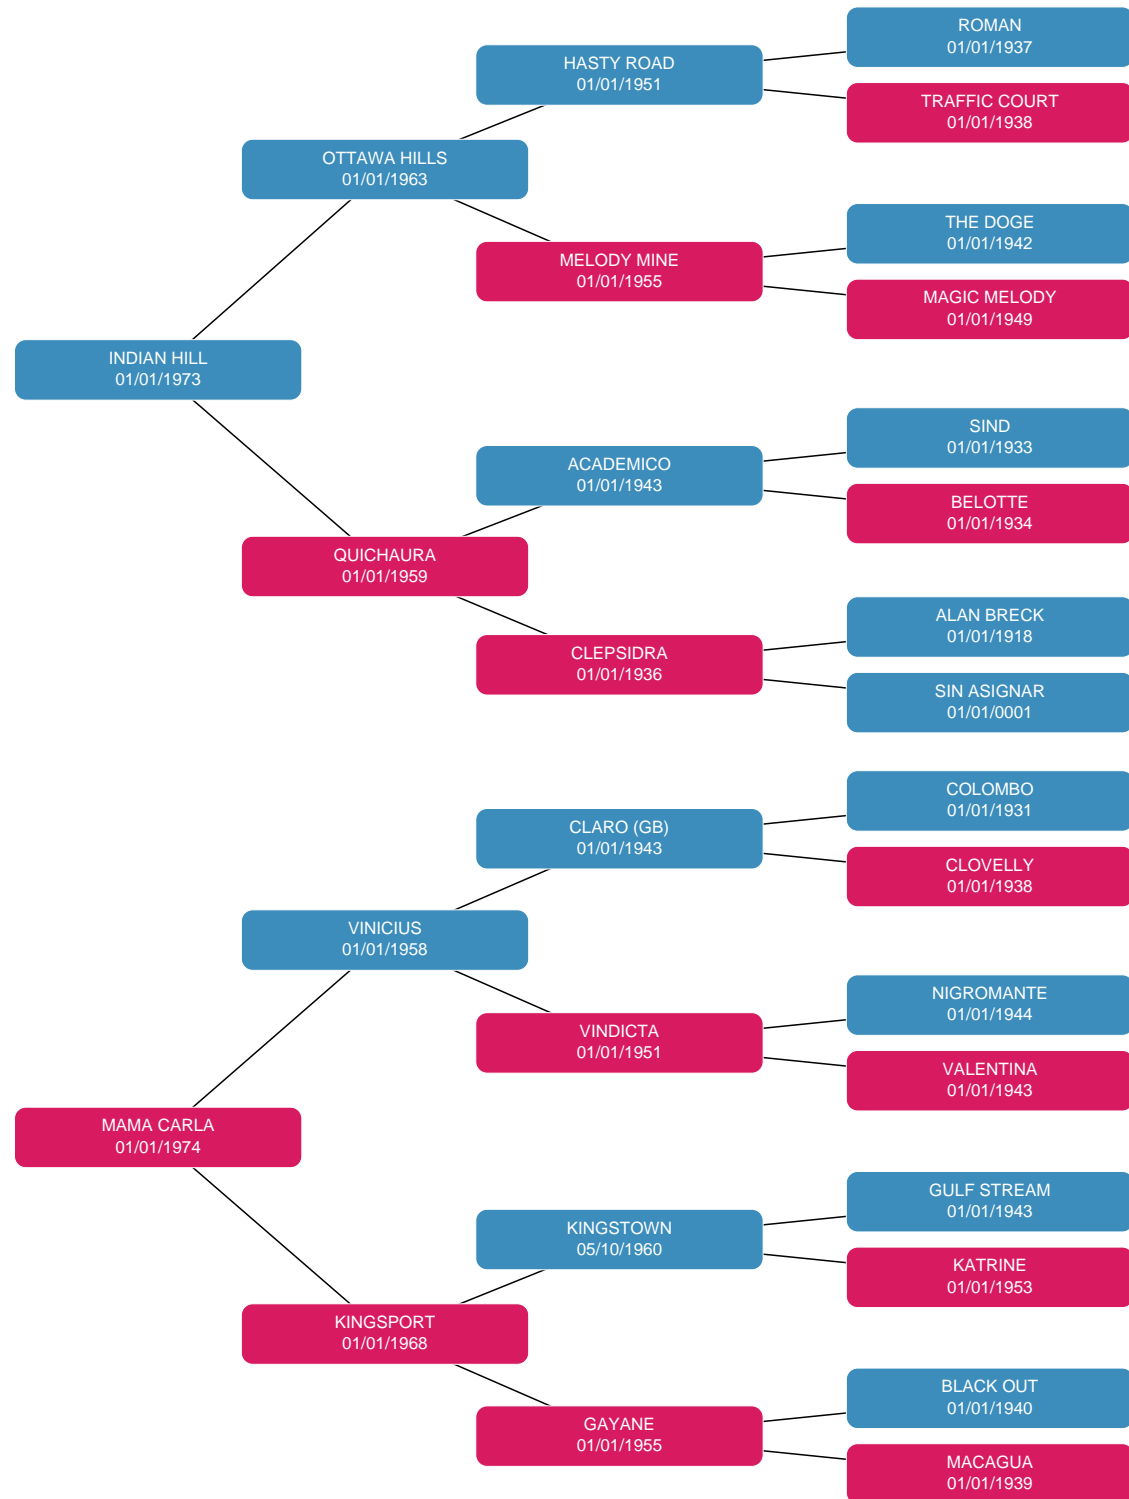 ROMAN
01/01/1937
HASTY ROAD
01/01/1951
TRAFFIC COURT
01/01/1938
OTTAWA HILLS
01/01/1963
THE DOGE
01/01/1942
MELODY MINE
01/01/1955
MAGIC MELODY
01/01/1949
INDIAN HILL
01/01/1973
SIND
01/01/1933
ACADEMICO
01/01/1943
BELOTTE
01/01/1934
QUICHAURA
01/01/1959
ALAN BRECK
01/01/1918
CLEPSIDRA
01/01/1936
SIN ASIGNAR
01/01/0001
COLOMBO
01/01/1931
CLARO (GB)
01/01/1943
CLOVELLY
01/01/1938
VINICIUS
01/01/1958
NIGROMANTE
01/01/1944
VINDICTA
01/01/1951
VALENTINA
01/01/1943
MAMA CARLA
01/01/1974
GULF STREAM
01/01/1943
KINGSTOWN
05/10/1960
KATRINE
01/01/1953
KINGSPORT
01/01/1968
BLACK OUT
01/01/1940
GAYANE
01/01/1955
MACAGUA
01/01/1939